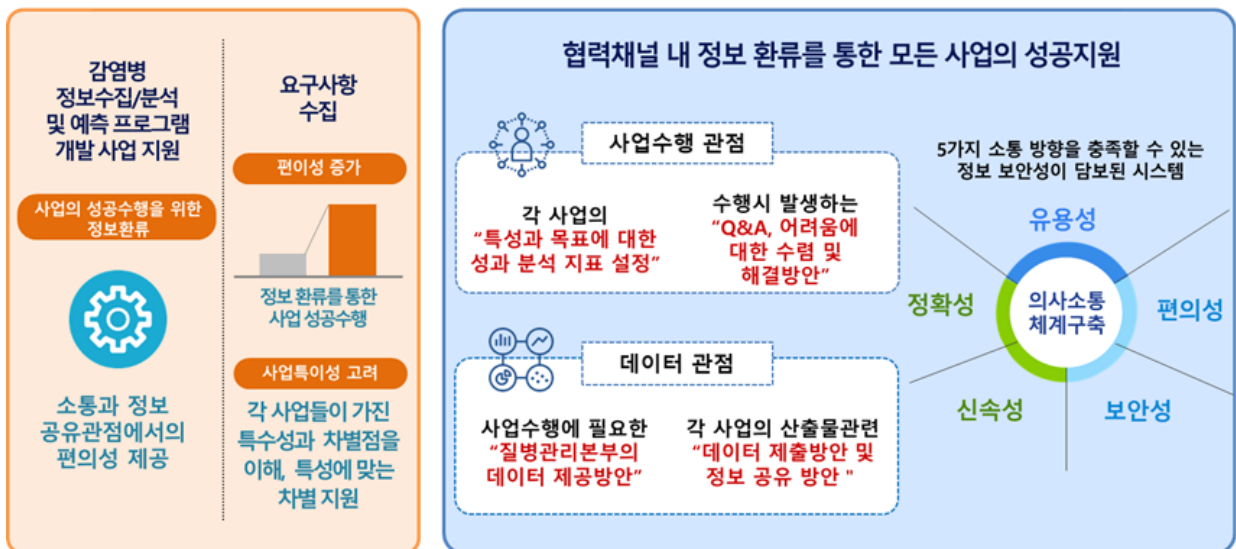 감염병
정보수집/분석
및 예측 프로그램
개발 사업 지원
사업의 성공수행을 위한
정보환류
소통과 정보
공유관점에서의
편의성 제공
요구사항
수집
편이성 증가
정보 환류를 통한
사업 성공수행
사업특이성 고려
각 사업들이 가진
특수성과 차별점을
이해, 특성에 맞는
차별 지원
협력채널 내 정보 환류를 통한 모든 사업의 성공지원
사업수행 관점
각 사업의
“특성과 목표에 대한
성과 분석 지표 설정”
수행시 발생하는
“Q&A, 어려움에
대한 수렴 및
해결방안”
데이터 관점
사업수행에 필요한
“질병관리본부의
데이터 제공방안”
각 사업의 산출물관련
“데이터 제출방안 및
정보 공유 방안 "
5가지 소통 방향을 충족할 수 있는
정보 보안성이 담보된 시스템
유용성
정확성
의사소통
체계구축
편의성
신속성
보안성